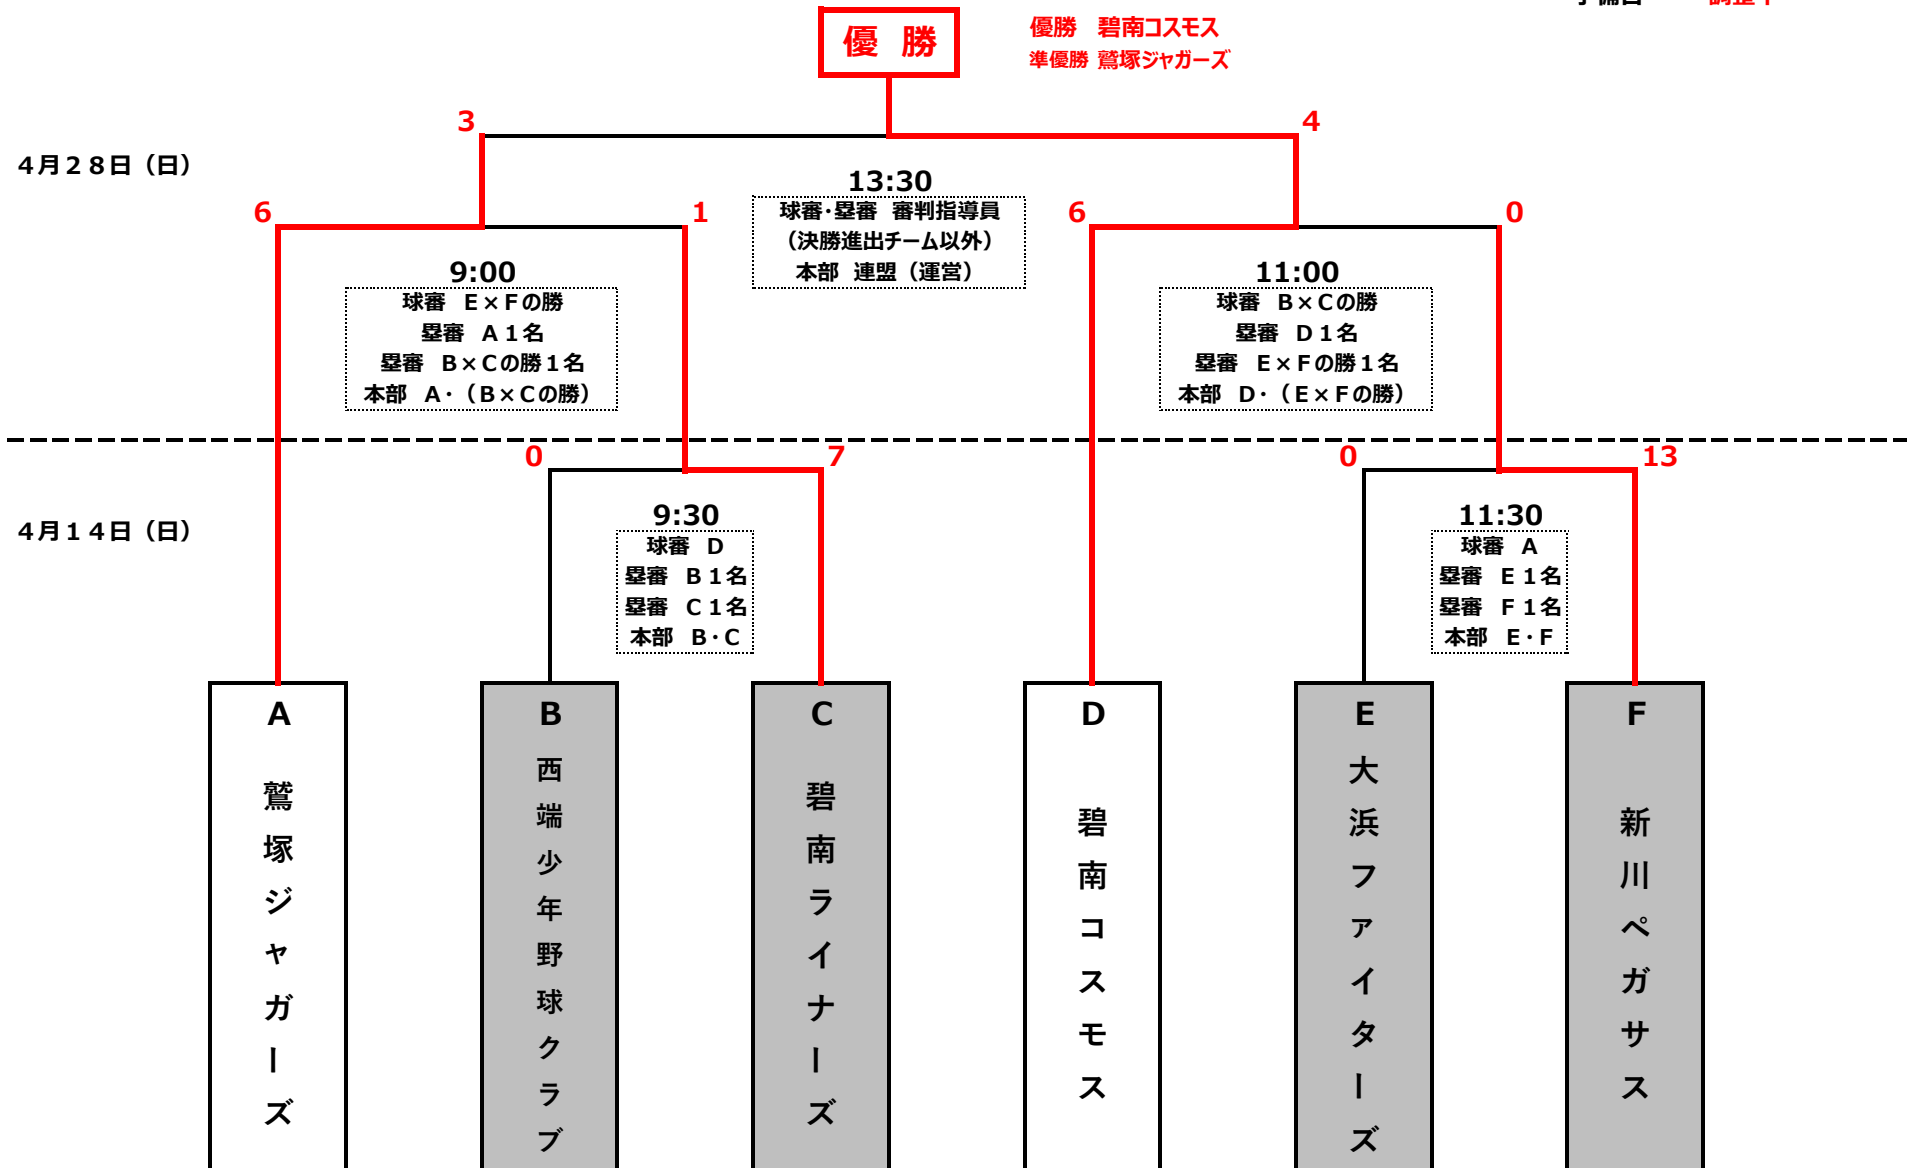 優 勝
優勝 碧南コスモス
準優勝 鷲塚ジャガーズ
3
4
４月２８日（日）
13:30
球審･塁審 審判指導員
（決勝進出チーム以外）
本部 連盟（運営）
6
1
6
0
9:00
球審 Ｅ×Ｆの勝
塁審 Ａ１名
塁審 Ｂ×Ｃの勝１名
本部 Ａ･（Ｂ×Ｃの勝）
11:00
球審 Ｂ×Ｃの勝
塁審 Ｄ１名
塁審 Ｅ×Ｆの勝１名
本部 Ｄ･（Ｅ×Ｆの勝）
0
7
0
13
４月１４日（日）
9:30
球審 Ｄ
塁審 Ｂ１名
塁審 Ｃ１名
本部 Ｂ･Ｃ
11:30
球審 Ａ
塁審 Ｅ１名
塁審 Ｆ１名
本部 Ｅ･Ｆ
A
鷲塚ジャガーズ
B
西端少年野球クラブ
C
碧南ライナーズ
D
碧南コスモス
E
大浜ファイターズ
F
新川ペガサス